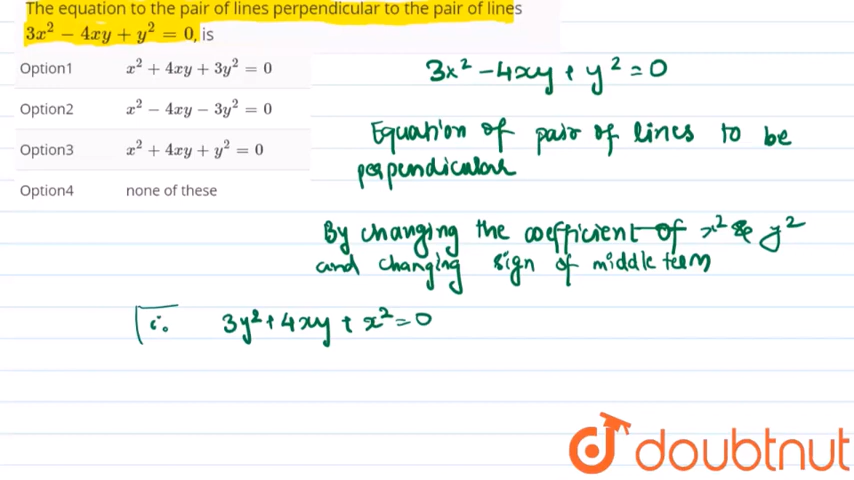 The equation to the pair of lines perpendicular to the pair of lines
3x² − 4xy + y² = 0, is
Option1 x² + 4xy + 3y² = 0
Option2 x² − 4xy − 3y² = 0
Option3 x² + 4xy + y² = 0
Option4 none of these
3x² − 4xy + y² = 0
Equation of pair of lines to be
perpendicular
By changing the coefficient of x² & y²
and changing sign of middle term
∴ 3y² + 4xy + x² = 0
doubtnut